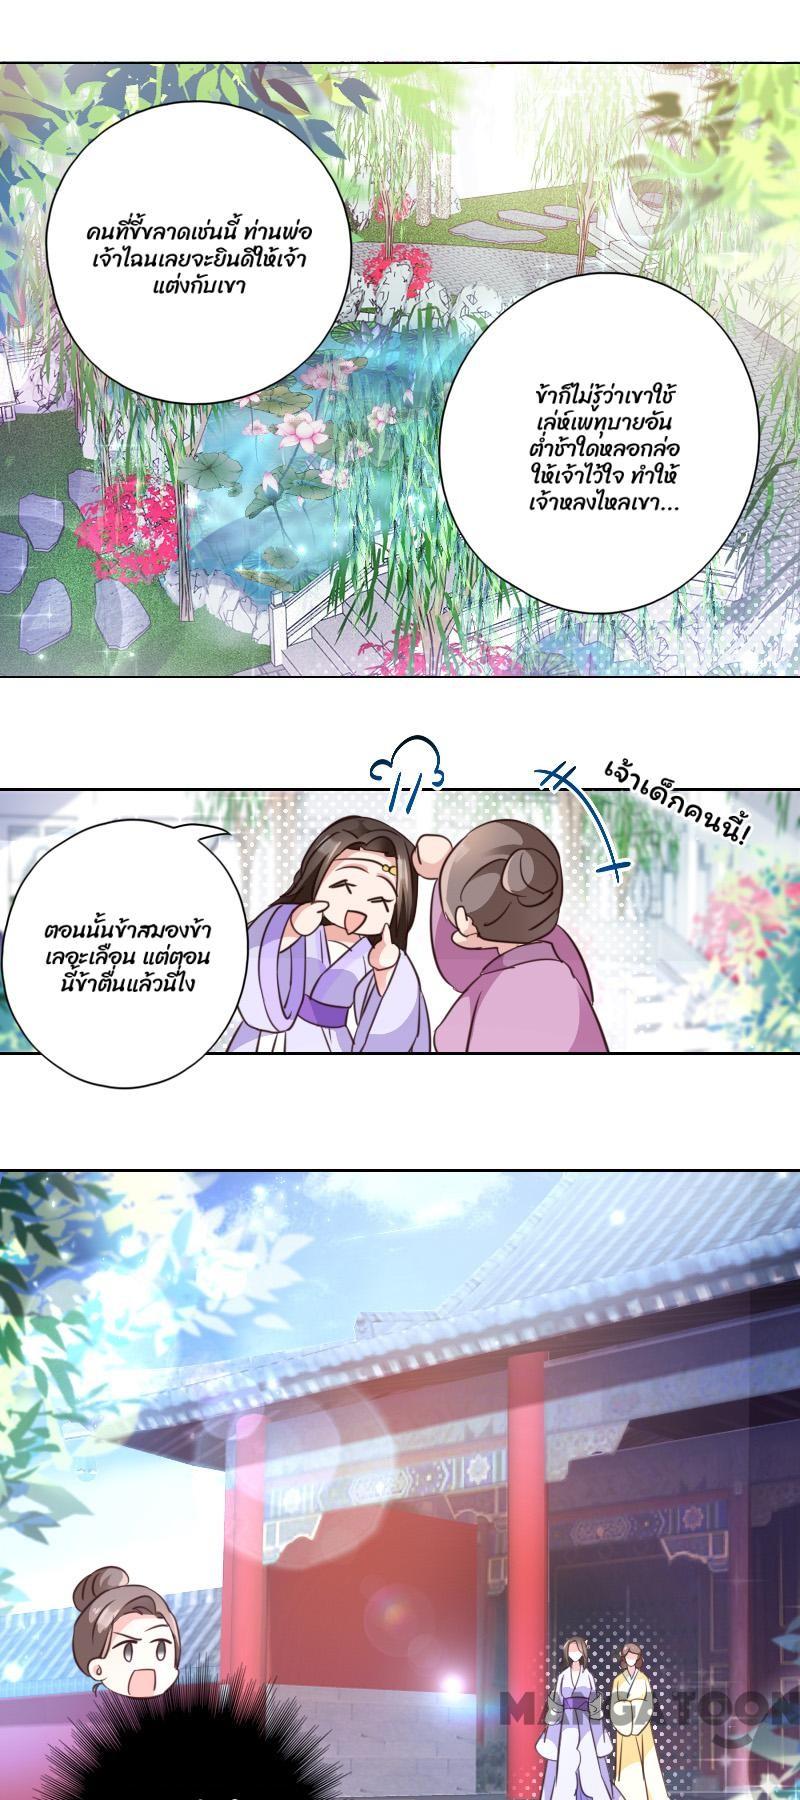 คนที่ขี้ขลาดเช่นนี้ ท่านพ่อ
เจ้าไฉนเลยจะยินดีให้เจ้า
แต่งกับเขา
ข้าก็ไม่รู้ว่าเขาใช้
เล่ห์เพทุบายอัน
ต่ำช้าใดหลอกล่อ
ให้เจ้าไว้ใจ ทำให้
เจ้าหลงไหลเขา...
เจ้าเด็กคนนี้!
ตอนนั้นข้าสมองข้า
เลอะเลือน แต่ตอน
นี้ข้าตื่นแล้วนี่ไง
MANGATOON